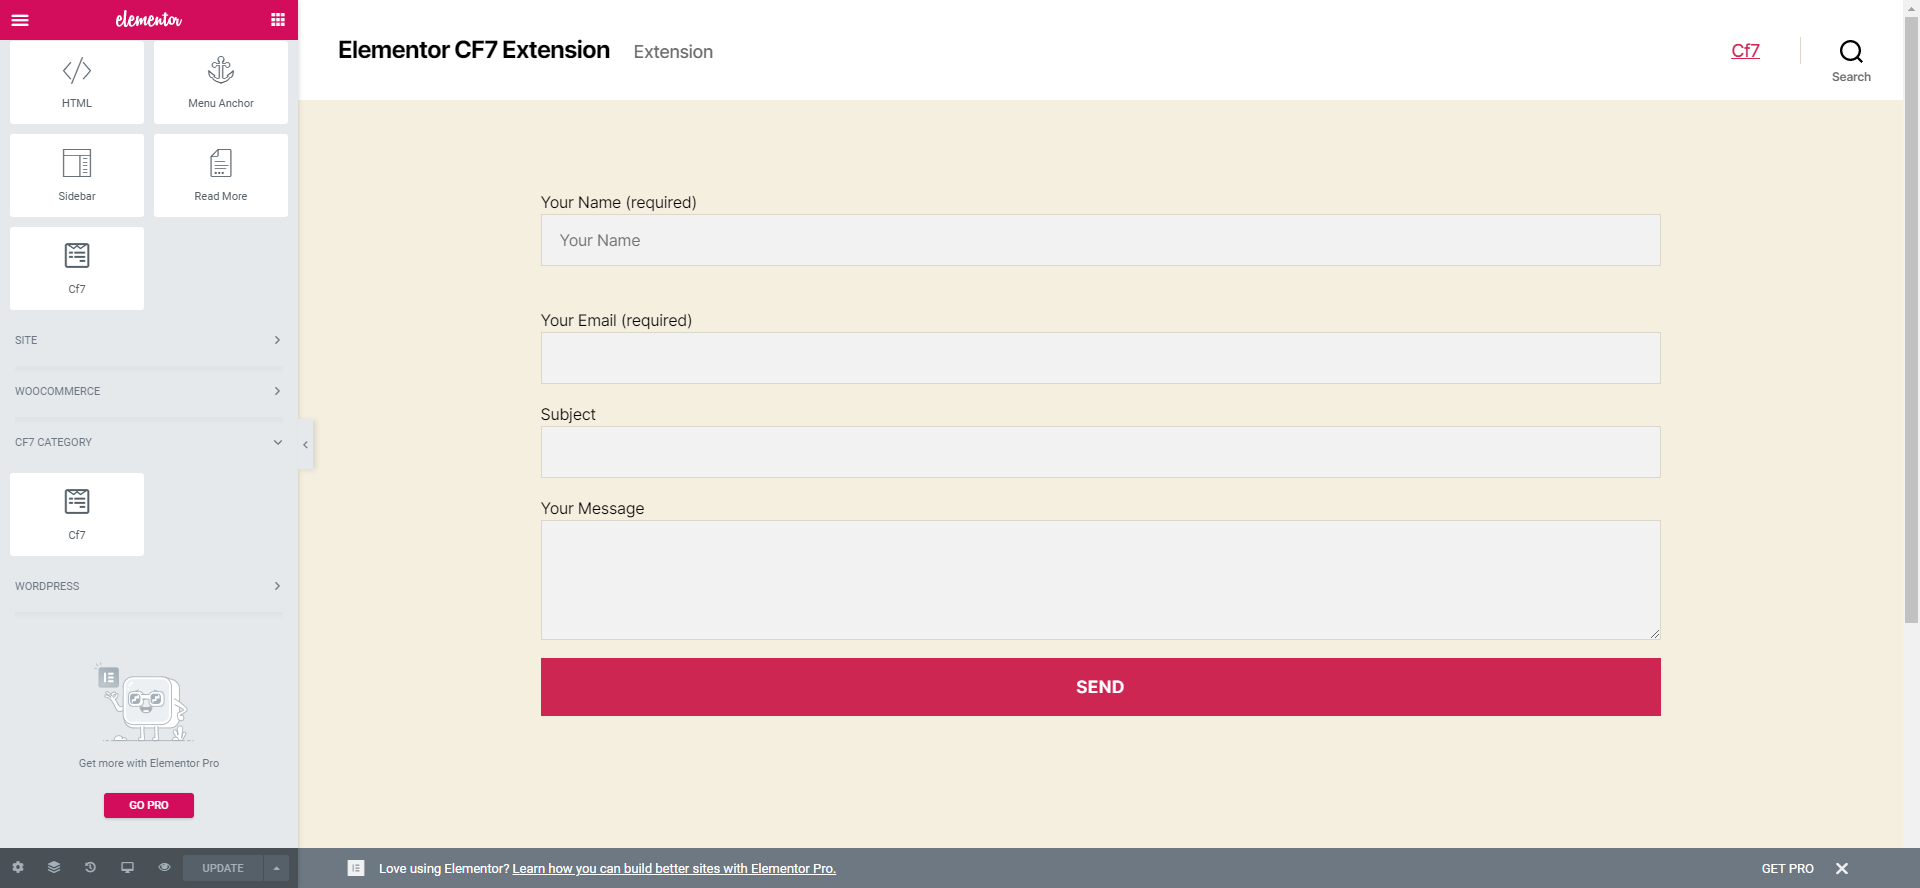 elementor
HTML
Menu Anchor
Sidebar
Read More
Cf7
SITE
WOOCOMMERCE
CF7 CATEGORY
Cf7
WORDPRESS
Get more with Elementor Pro
GO PRO
UPDATE
Elementor CF7 Extension
Extension
Cf7
Search
Your Name (required)
Your Name
Your Email (required)
Subject
Your Message
SEND
Love using Elementor? Learn how you can build better sites with Elementor Pro.
GET PRO